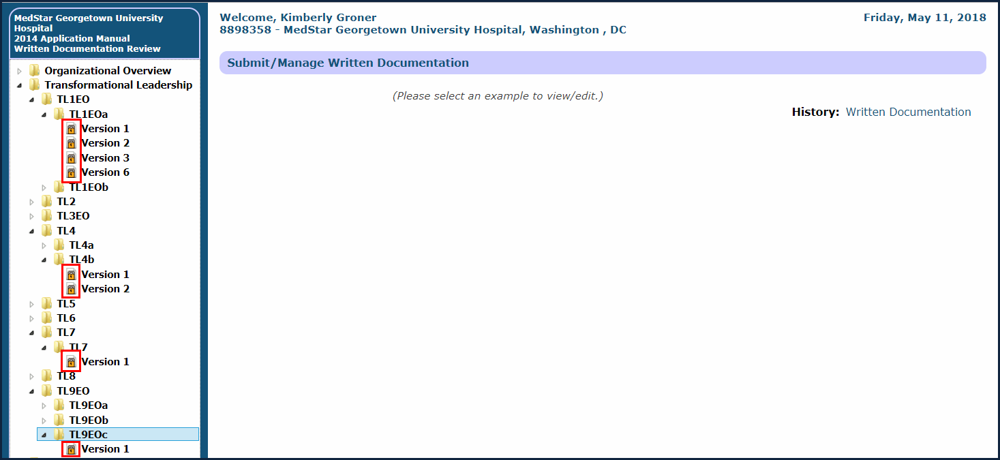 MedStar Georgetown University
Hospital
2014 Application Manual
Written Documentation Review
Organizational Overview
Transformational Leadership
TL1EO
TL1EOa
Version 1
Version 2
Version 3
Version 6
TL1EOb
TL2
TL3EO
TL4
TL4a
TL4b
Version 1
Version 2
TL5
TL6
TL7
TL7
Version 1
TL8
TL9EO
TL9EOa
TL9EOb
TL9EOc
Version 1
Welcome, Kimberly Groner
Friday, May 11, 2018
8898358 - MedStar Georgetown University Hospital, Washington , DC
Submit/Manage Written Documentation
(Please select an example to view/edit.)
History: Written Documentation